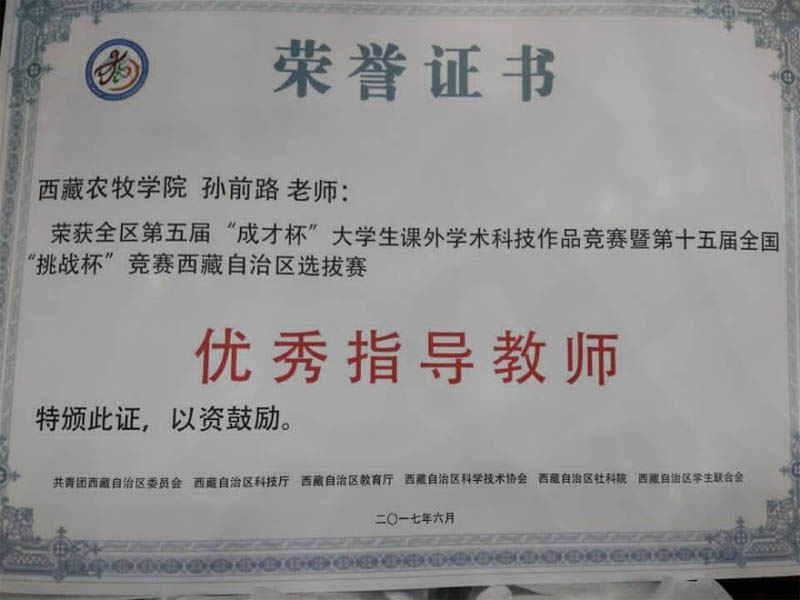 荣誉证书
西藏农牧学院 孙前路 老师：
荣获全区第五届“成才杯”大学生课外学术科技作品竞赛暨第十五届全国
“挑战杯”竞赛西藏自治区选拔赛
优秀指导教师
特颁此证，以资鼓励。
共青团西藏自治区委员会 西藏自治区科技厅 西藏自治区教育厅 西藏自治区科学技术协会 西藏自治区社科院 西藏自治区学生联合会
二〇一七年六月